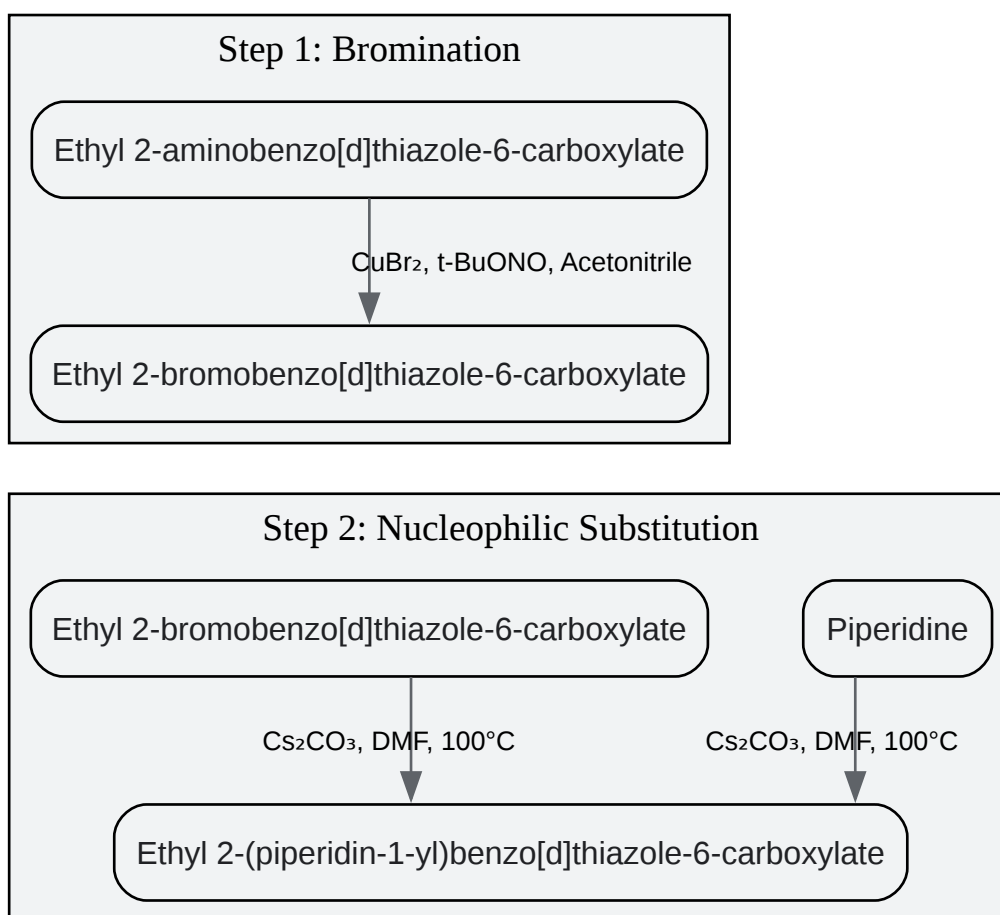 Step 1: Bromination
Ethyl 2-aminobenzo[d]thiazole-6-carboxylate
CuBr₂, t-BuONO, Acetonitrile
Ethyl 2-bromobenzo[d]thiazole-6-carboxylate
Step 2: Nucleophilic Substitution
Ethyl 2-bromobenzo[d]thiazole-6-carboxylate
Piperidine
Cs₂CO₃, DMF, 100°C
Cs₂CO₃, DMF, 100°C
Ethyl 2-(piperidin-1-yl)benzo[d]thiazole-6-carboxylate